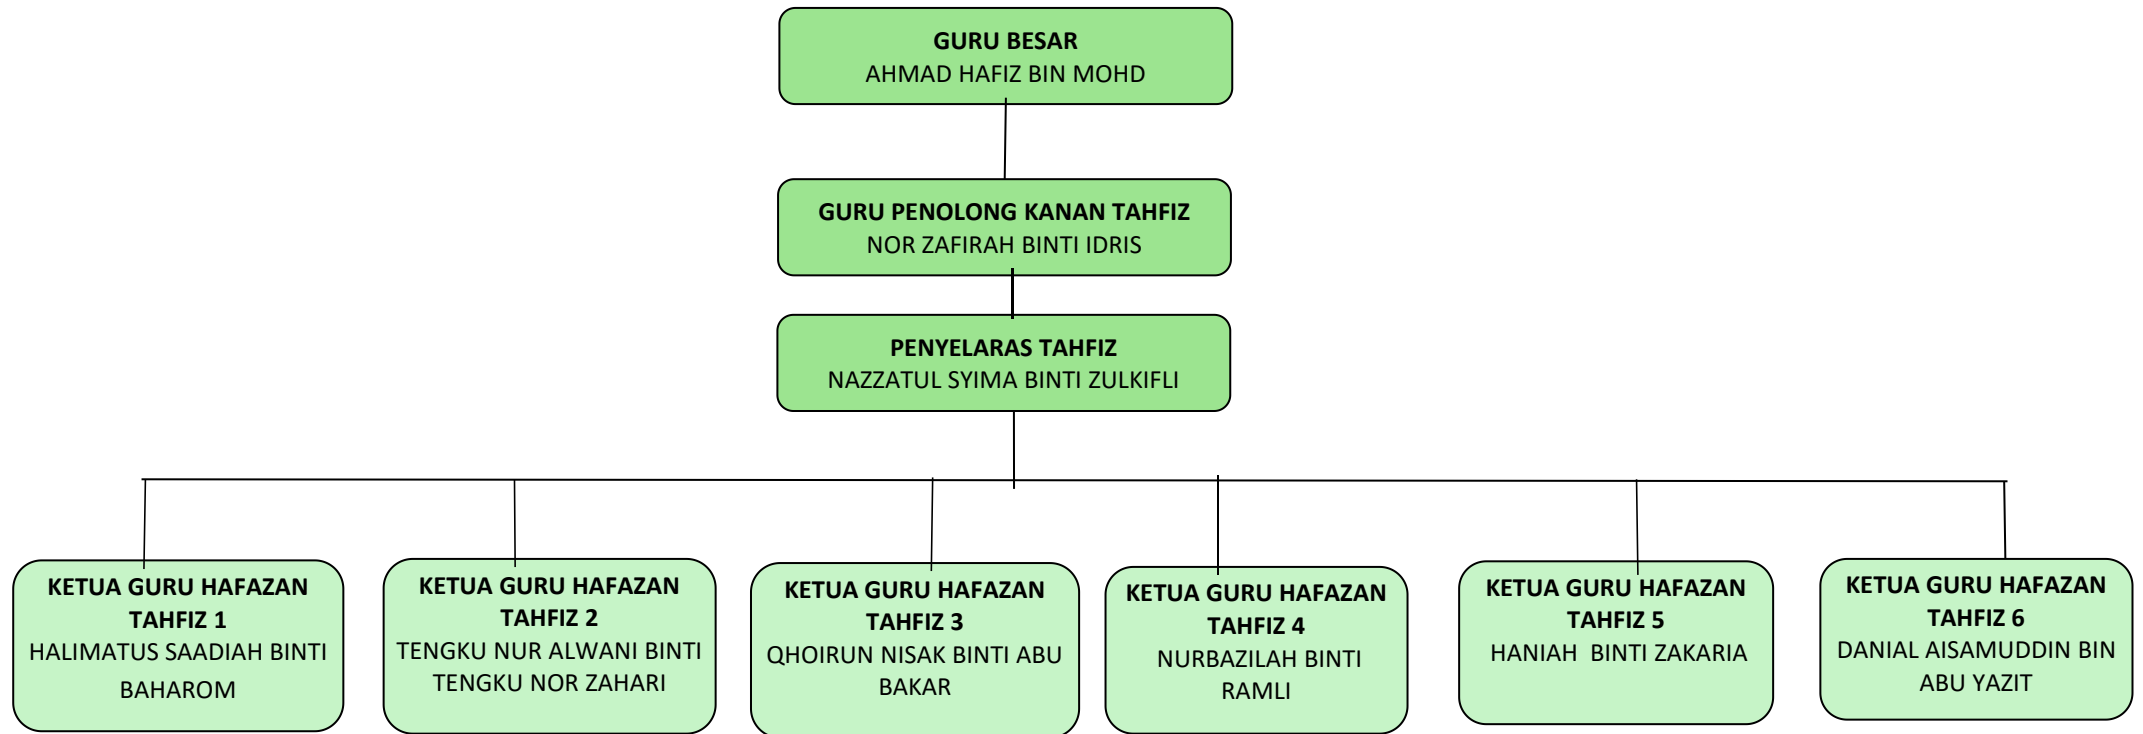 GURU BESAR
AHMAD HAFIZ BIN MOHD
GURU PENOLONG KANAN TAHFIZ
NOR ZAFIRAH BINTI IDRIS
PENYELARAS TAHFIZ
NAZZATUL SYIMA BINTI ZULKIFLI
KETUA GURU HAFAZAN
TAHFIZ 1
HALIMATUS SAADIAH BINTI
BAHAROM
KETUA GURU HAFAZAN
TAHFIZ 2
TENGKU NUR ALWANI BINTI
TENGKU NOR ZAHARI
KETUA GURU HAFAZAN
TAHFIZ 3
QHOIRUN NISAK BINTI ABU
BAKAR
KETUA GURU HAFAZAN
TAHFIZ 4
NURBAZILAH BINTI
RAMLI
KETUA GURU HAFAZAN
TAHFIZ 5
HANIAH  BINTI ZAKARIA
KETUA GURU HAFAZAN
TAHFIZ 6
DANIAL AISAMUDDIN BIN
ABU YAZIT